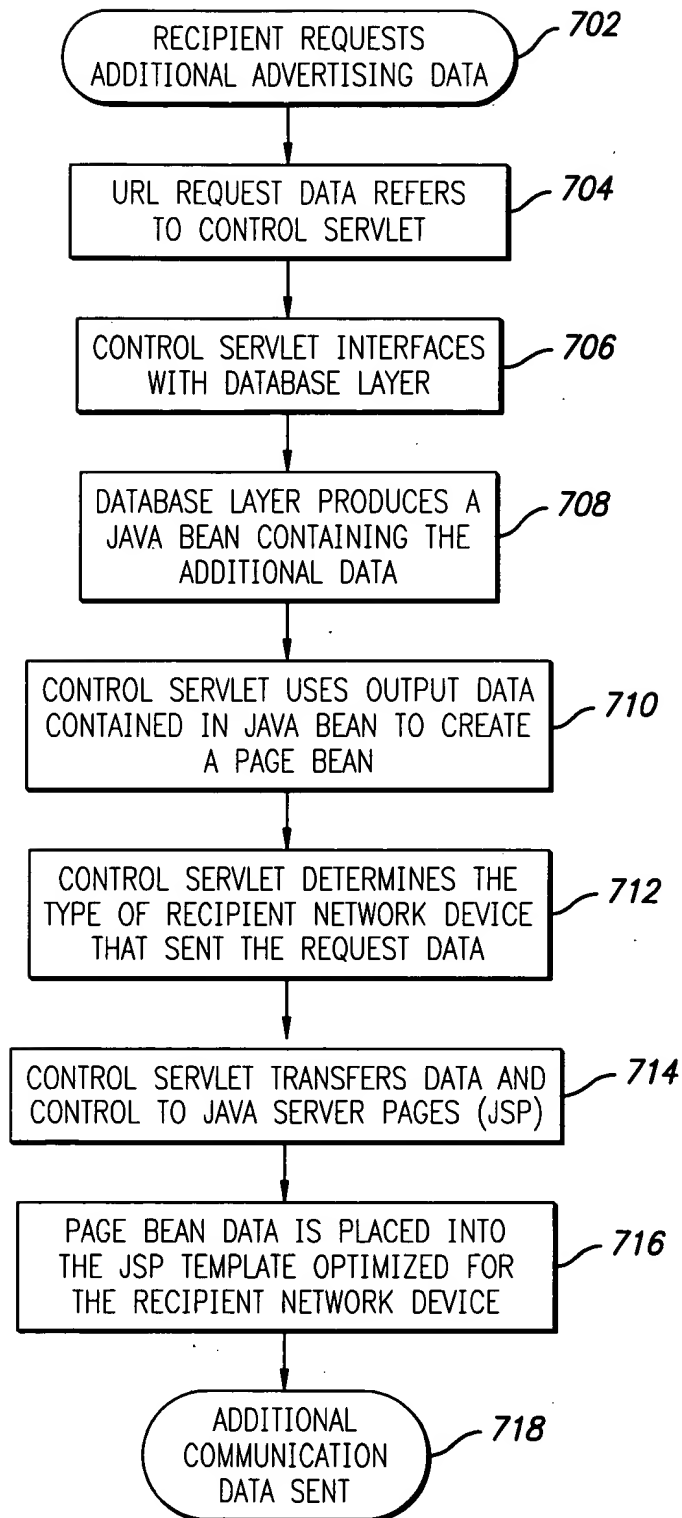 RECIPIENT REQUESTS
ADDITIONAL ADVERTISING DATA
702
URL REQUEST DATA REFERS
TO CONTROL SERVLET
704
CONTROL SERVLET INTERFACES
WITH DATABASE LAYER
706
DATABASE LAYER PRODUCES A
JAVA BEAN CONTAINING THE
ADDITIONAL DATA
708
CONTROL SERVLET USES OUTPUT DATA
CONTAINED IN JAVA BEAN TO CREATE
A PAGE BEAN
710
CONTROL SERVLET DETERMINES THE
TYPE OF RECIPIENT NETWORK DEVICE
THAT SENT THE REQUEST DATA
712
CONTROL SERVLET TRANSFERS DATA AND
CONTROL TO JAVA SERVER PAGES (JSP)
714
PAGE BEAN DATA IS PLACED INTO
THE JSP TEMPLATE OPTIMIZED FOR
THE RECIPIENT NETWORK DEVICE
716
ADDITIONAL
COMMUNICATION
DATA SENT
718